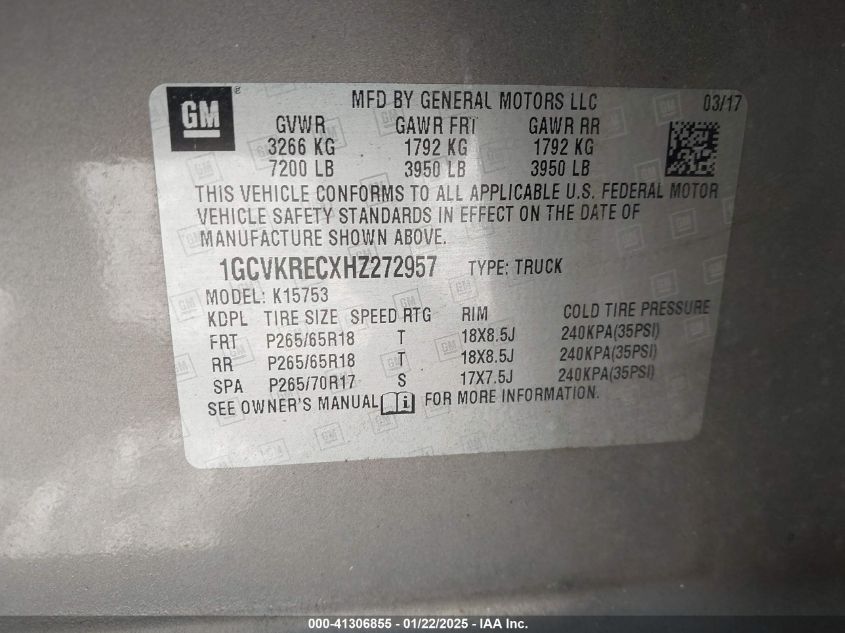 GM ®
MFD BY GENERAL MOTORS LLC 03/17
GVWR GAWR FRT GAWR RR
3266 KG 1792 KG 1792 KG
7200 LB 3950 LB 3950 LB
THIS VEHICLE CONFORMS TO ALL APPLICABLE U.S. FEDERAL MOTOR
VEHICLE SAFETY STANDARDS IN EFFECT ON THE DATE OF
MANUFACTURE SHOWN ABOVE.
1GCVKRECXHZ272957 TYPE: TRUCK
MODEL: K15753
KDPL TIRE SIZE SPEED RTG RIM COLD TIRE PRESSURE
FRT P265/65R18 T 18X8.5J 240KPA(35PSI)
RR P265/65R18 T 18X8.5J 240KPA(35PSI)
SPA P265/70R17 S 17X7.5J 240KPA(35PSI)
SEE OWNER'S MANUAL FOR MORE INFORMATION.
000-41306855 - 01/22/2025 - IAA Inc.